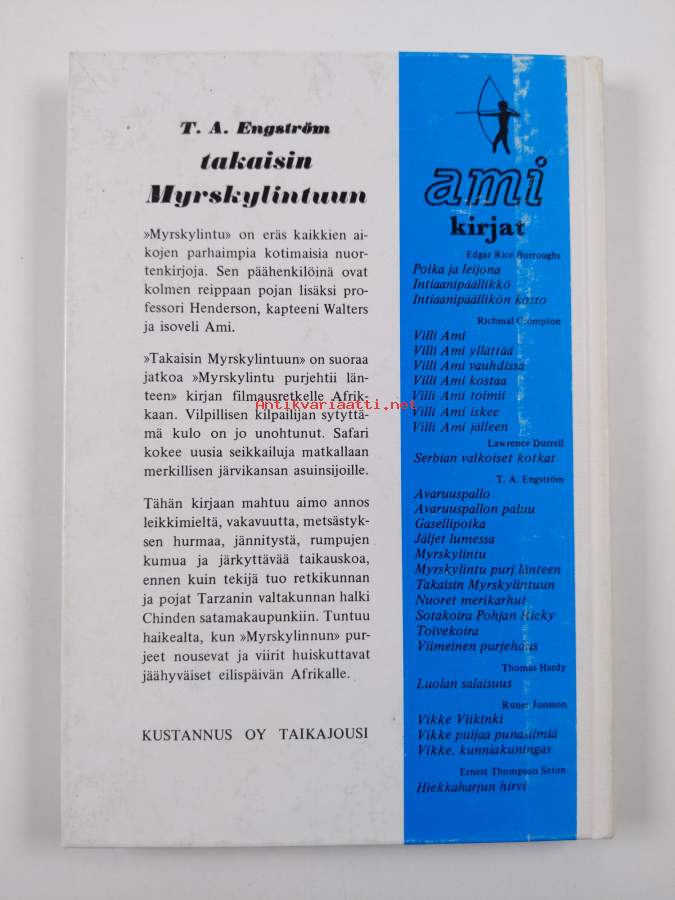 T. A. Engström
takaisin
Myrskylintuun
»Myrskylintu» on eräs kaikkien ai-
kojen parhaimpia kotimaisia nuor-
tenkirjoja. Sen päähenkilöinä ovat
kolmen reippaan pojan lisäksi pro-
fessori Henderson, kapteeni Walters
ja isoveli Ami.
»Takaisin Myrskylintuun» on suoraa
jatkoa »Myrskylintu purjehtii län-
teen» kirjan filmausretkelle Afrik-
kaan. Vilpillisen kilpailijan sytyttä-
mä kulo on jo unohtunut. Safari
kokee uusia seikkailuja matkallaan
merkillisen järvikansan asuinsijoille.
Tähän kirjaan mahtuu aimo annos
leikkimieltä, vakavuutta, metsästyk-
sen hurmaa, jännitystä, rumpujen
kumua ja järkyttävää taikauskoa,
ennen kuin tekijä tuo retkikunnan
ja pojat Tarzanin valtakunnan halki
Chinden satamakaupunkiin. Tuntuu
haikealta, kun »Myrskylinnun» pur-
jeet nousevat ja viirit huiskuttavat
jäähyväiset eilispäivän Afrikalle.
KUSTANNUS OY TAIKAJOUSI
ami
kirjat
Edgar Rice Burroughs
Poika ja leijona
Intiaanipäällikkö
Intiaanipäällikön kosto
Richmal Crompton
Villi Ami
Villi Ami yllättää
Villi Ami vauhdissa
Villi Ami kostaa
Villi Ami toimii
Villi Ami iskee
Villi Ami jälleen
Lawrence Durrell
Serbian valkoiset kotkat
T. A. Engström
Avaruuspallo
Avaruuspallon paluu
Gasellipoika
Jäljet lumessa
Myrskylintu
Myrskylintu purj.länteen
Takaisin Myrskylintuun
Nuoret merikarhut
Sotakoira Pohjan Ricky
Toivekoira
Viimeinen purjehdus
Thomas Hardy
Luolan salaisuus
Runer Jonsson
Vikke Viikinki
Vikke puijaa punasilmiä
Vikke, kunniakuningas
Ernest Thompson Seton
Hiekkaharjun hirvi
Antikvariaatti.net